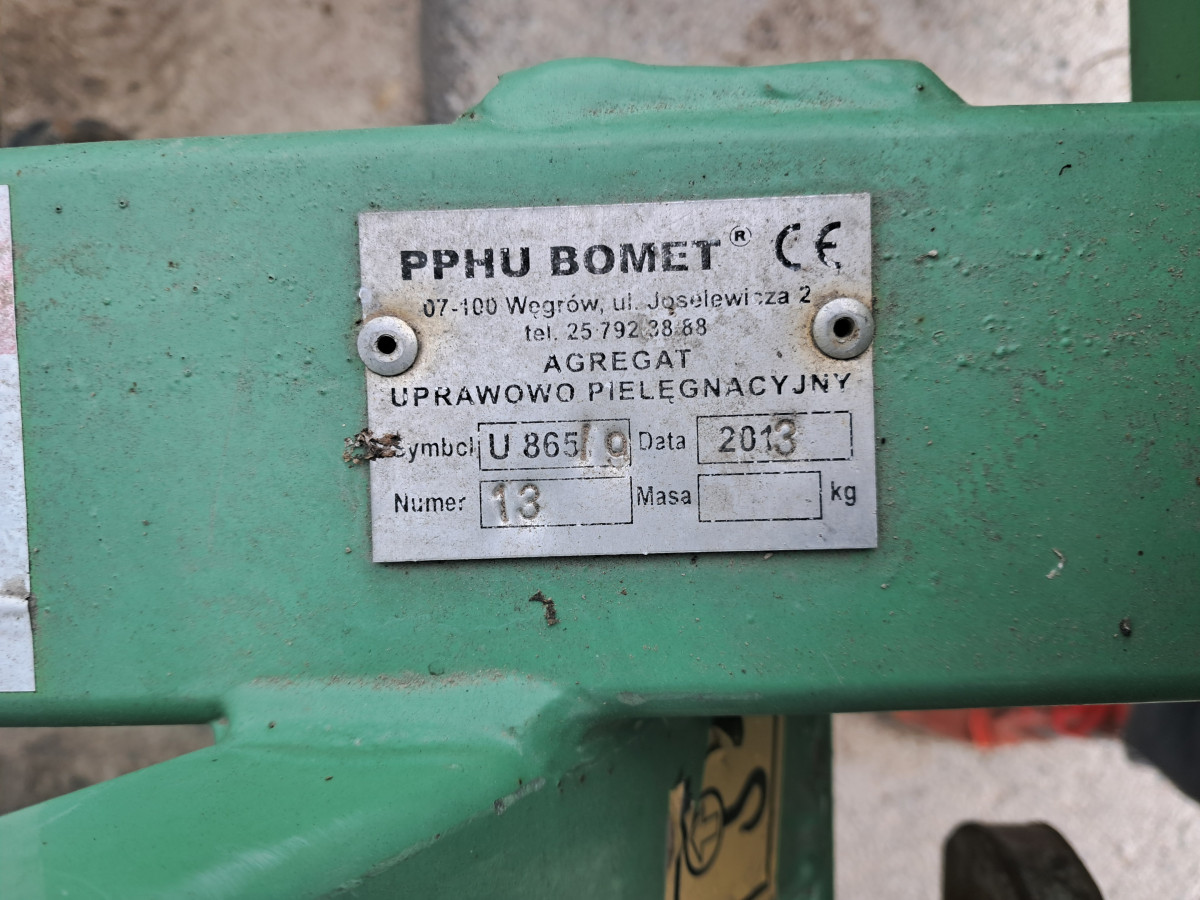 PPHU BOMET ® CE
07-100 Węgrów, ul. Joselewicza 2
tel. 25 792 38 88
AGREGAT
UPRAWOWO PIELĘGNACYJNY
Symbol U 865/9 Data 2013
Numer 13 Masa kg